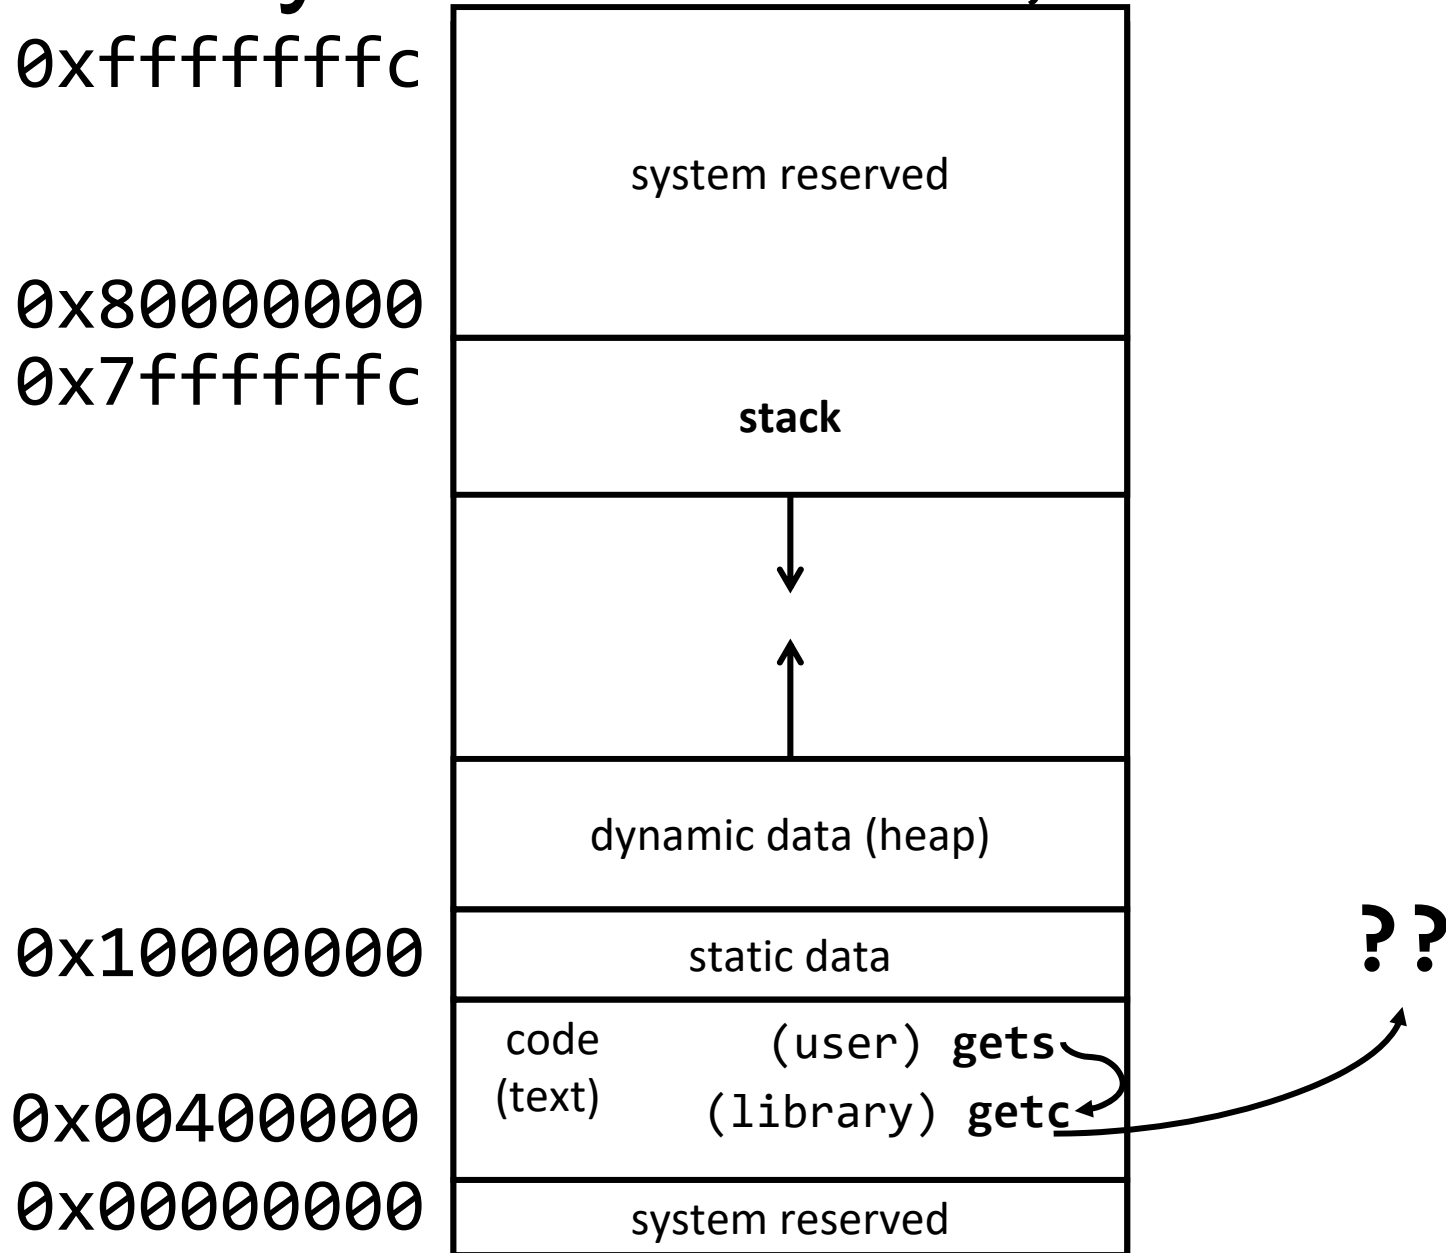 0xfffffffc
system reserved
0x80000000
0x7ffffffc
stack
dynamic data (heap)
0x10000000
static data
??
code (user) gets
(text) (library) getc
0x00400000
0x00000000
system reserved